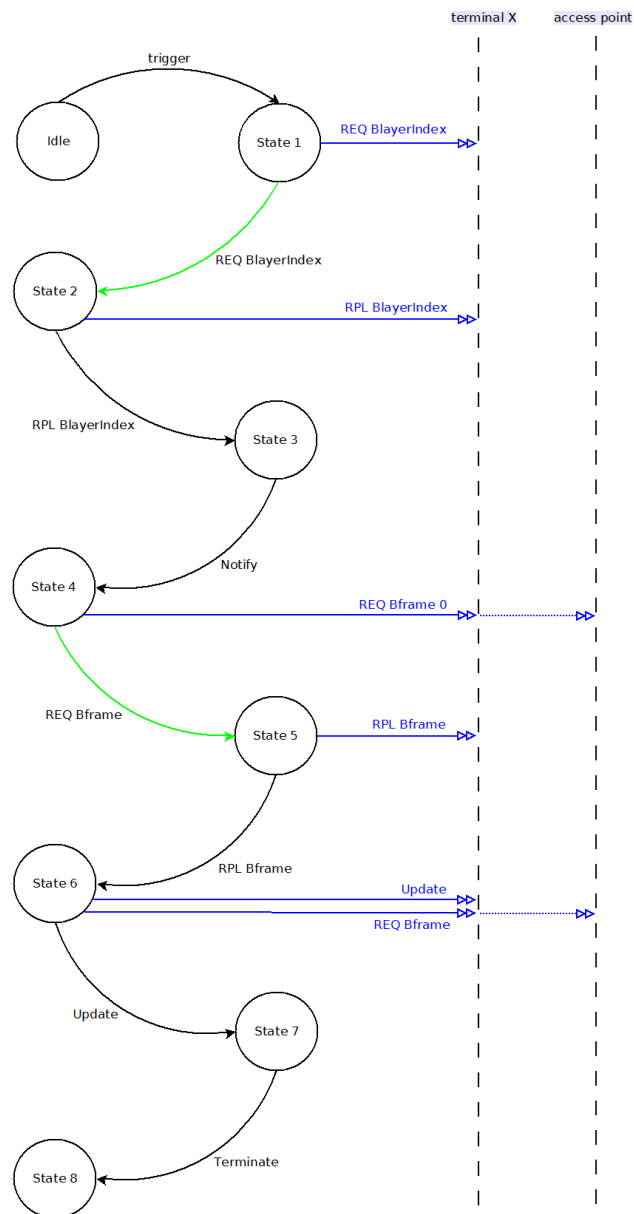 terminal X
access point
trigger
Idle
State 1
REQ BlayerIndex
REQ BlayerIndex
State 2
RPL BlayerIndex
RPL BlayerIndex
State 3
Notify
State 4
REQ Bframe 0
REQ Bframe
State 5
RPL Bframe
RPL Bframe
State 6
Update
REQ Bframe
Update
State 7
Terminate
State 8